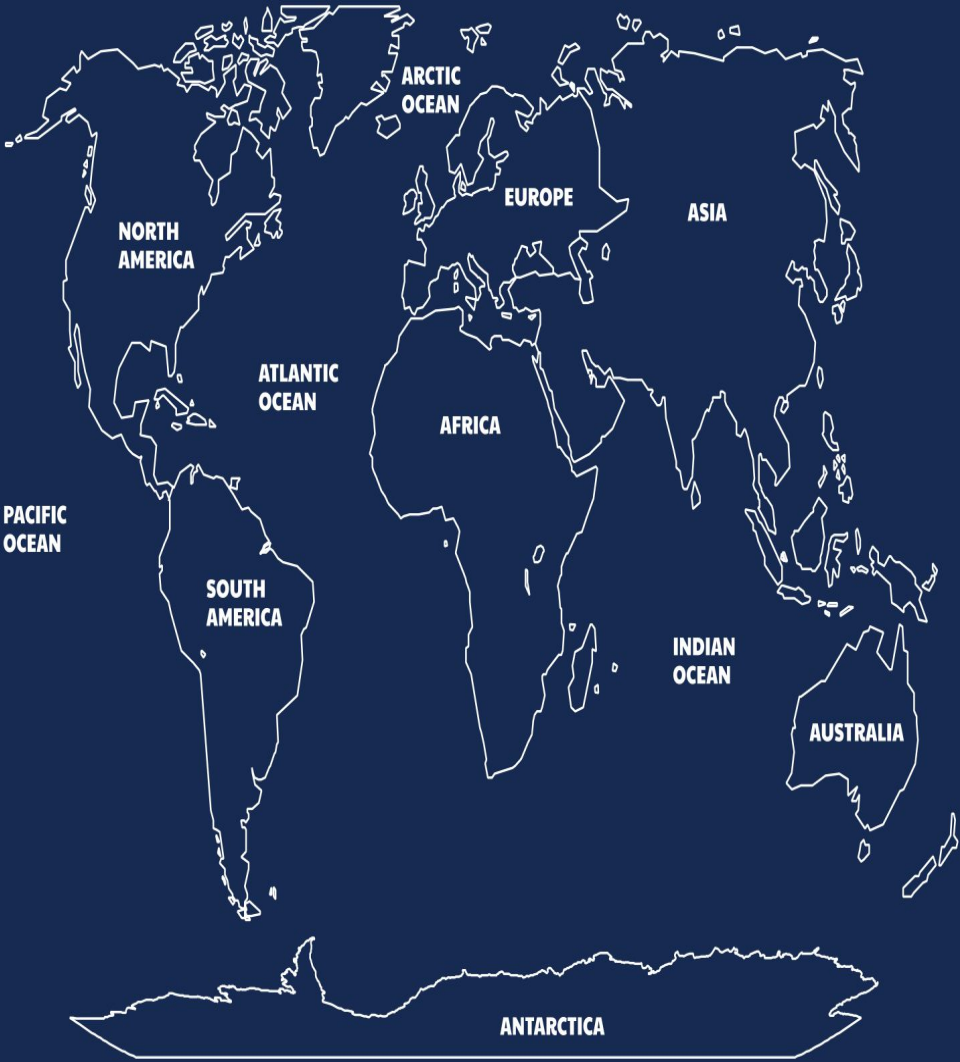 ARCTIC
OCEAN
EUROPE
ASIA
NORTH
AMERICA
ATLANTIC
OCEAN
AFRICA
PACIFIC
OCEAN
SOUTH
AMERICA
INDIAN
OCEAN
AUSTRALIA
ANTARCTICA